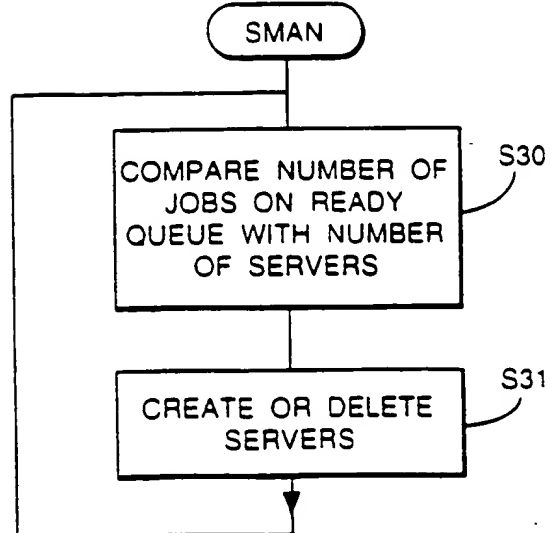 SMAN
COMPARE NUMBER OF
JOBS ON READY
QUEUE WITH NUMBER
OF SERVERS
S30
CREATE OR DELETE
SERVERS
S31